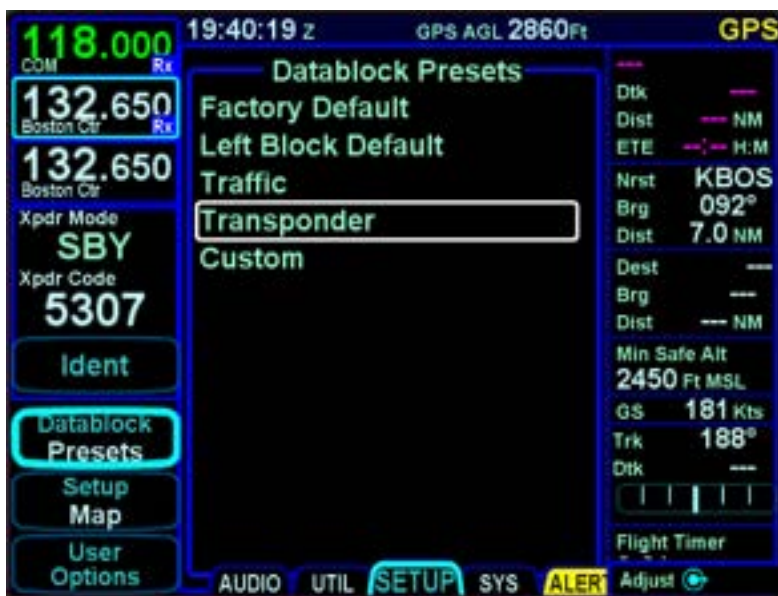 118.000
COM Rx
132.650
Boston Ctr Rx
132.650
Boston Ctr
Xpdr Mode
SBY
Xpdr Code
5307
Ident
Datablock
Presets
Setup
Map
User
Options
19:40:19 Z GPS AGL 2860Ft GPS
Datablock Presets
Factory Default
Left Block Default
Traffic
Transponder
Custom
AUDIO UTIL SETUP SYS ALERT
---
Dtk ---
Dist --- NM
ETE --:-- H:M
Nrst KBOS
Brg 092°
Dist 7.0 NM
Dest ---
Brg ---
Dist --- NM
Min Safe Alt
2450 Ft MSL
GS 181 Kts
Trk 188°
Dtk ---
Flight Timer
Adjust